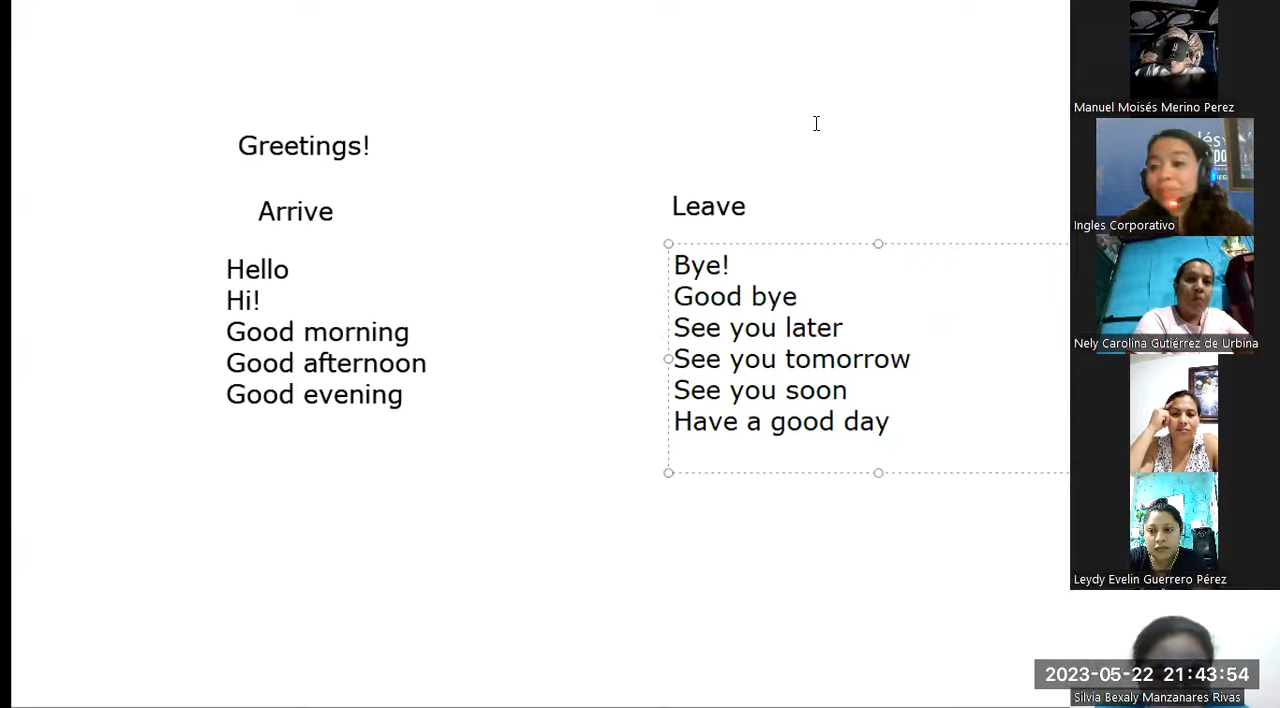 Greetings!
Arrive
Hello
Hi!
Good morning
Good afternoon
Good evening
Leave
Bye!
Good bye
See you later
See you tomorrow
See you soon
Have a good day
Manuel Moisés Merino Perez
Ingles Corporativo
Nely Carolina Gutiérrez de Urbina
Leydy Evelin Guerrero Pérez
2023-05-22 21:43:54
Silvia Bexaly Manzanares Rivas